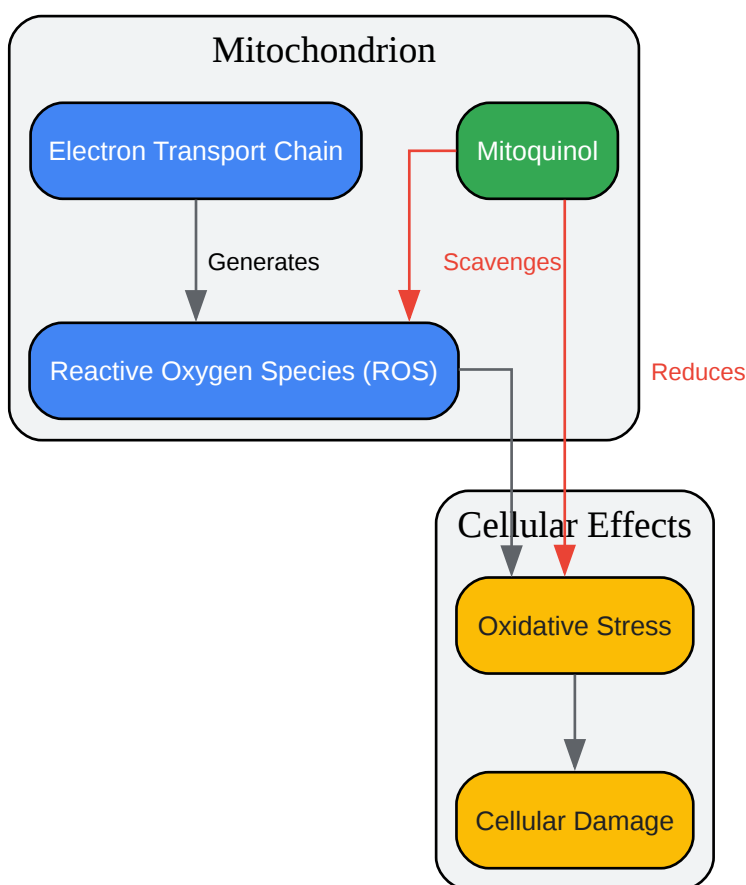 Mitochondrion
Electron Transport Chain
Mitoquinol
Generates
Scavenges
Reactive Oxygen Species (ROS)
Reduces
Cellular Effects
Oxidative Stress
Cellular Damage